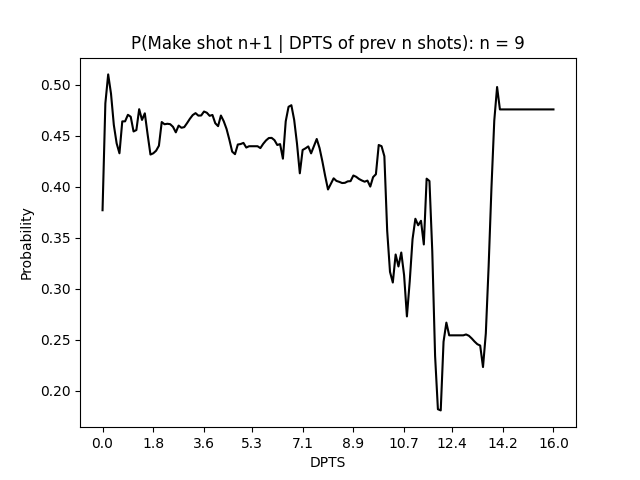 P(Make shot n+1 | DPTS of prev n shots): n = 9
Probability
0.50
0.45
0.40
0.35
0.30
0.25
0.20
0.0 1.8 3.6 5.3 7.1 8.9 10.7 12.4 14.2 16.0
DPTS